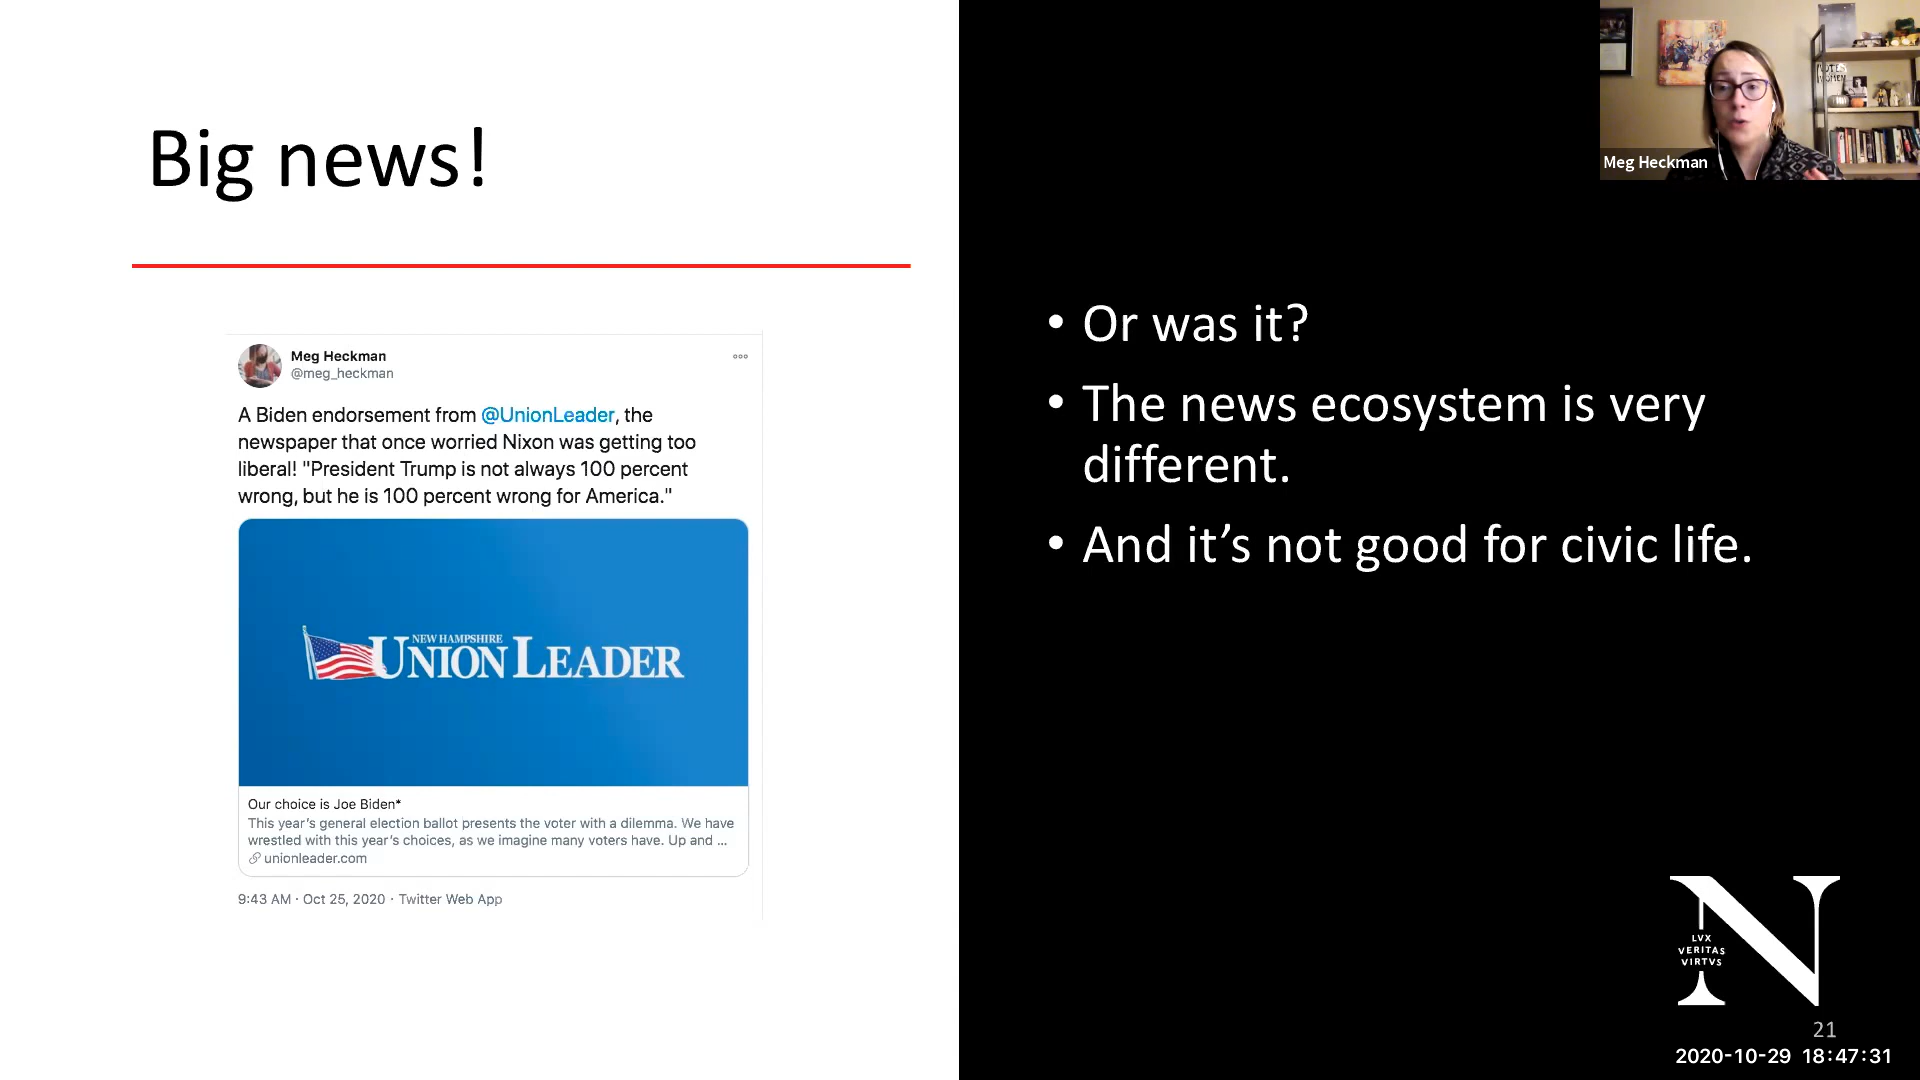 Big news!
Meg Heckman
@meg_heckman
A Biden endorsement from @UnionLeader, the
newspaper that once worried Nixon was getting too
liberal! "President Trump is not always 100 percent
wrong, but he is 100 percent wrong for America."
NEW HAMPSHIRE
UNION LEADER
Our choice is Joe Biden*
This year's general election ballot presents the voter with a dilemma. We have
wrestled with this year's choices, as we imagine many voters have. Up and ...
unionleader.com
9:43 AM · Oct 25, 2020 · Twitter Web App
• Or was it?
• The news ecosystem is very
different.
• And it’s not good for civic life.
VOTES
WOMEN
Meg Heckman
LVX
VERITAS
VIRTVS
21
2020-10-29 18:47:31